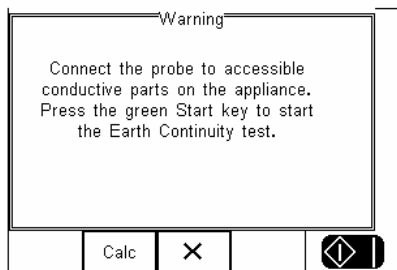 Warning
Connect the probe to accessible
conductive parts on the appliance.
Press the green Start key to start
the Earth Continuity test.
Calc